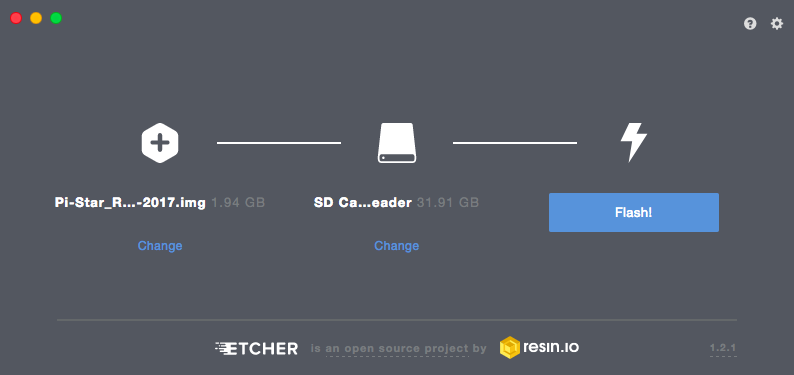 Pi-Star_R...-2017.img 1.94 GB
SD Ca...eader 31.91 GB
Flash!
Change
Change
ETCHER is an open source project by resin.io 1.2.1